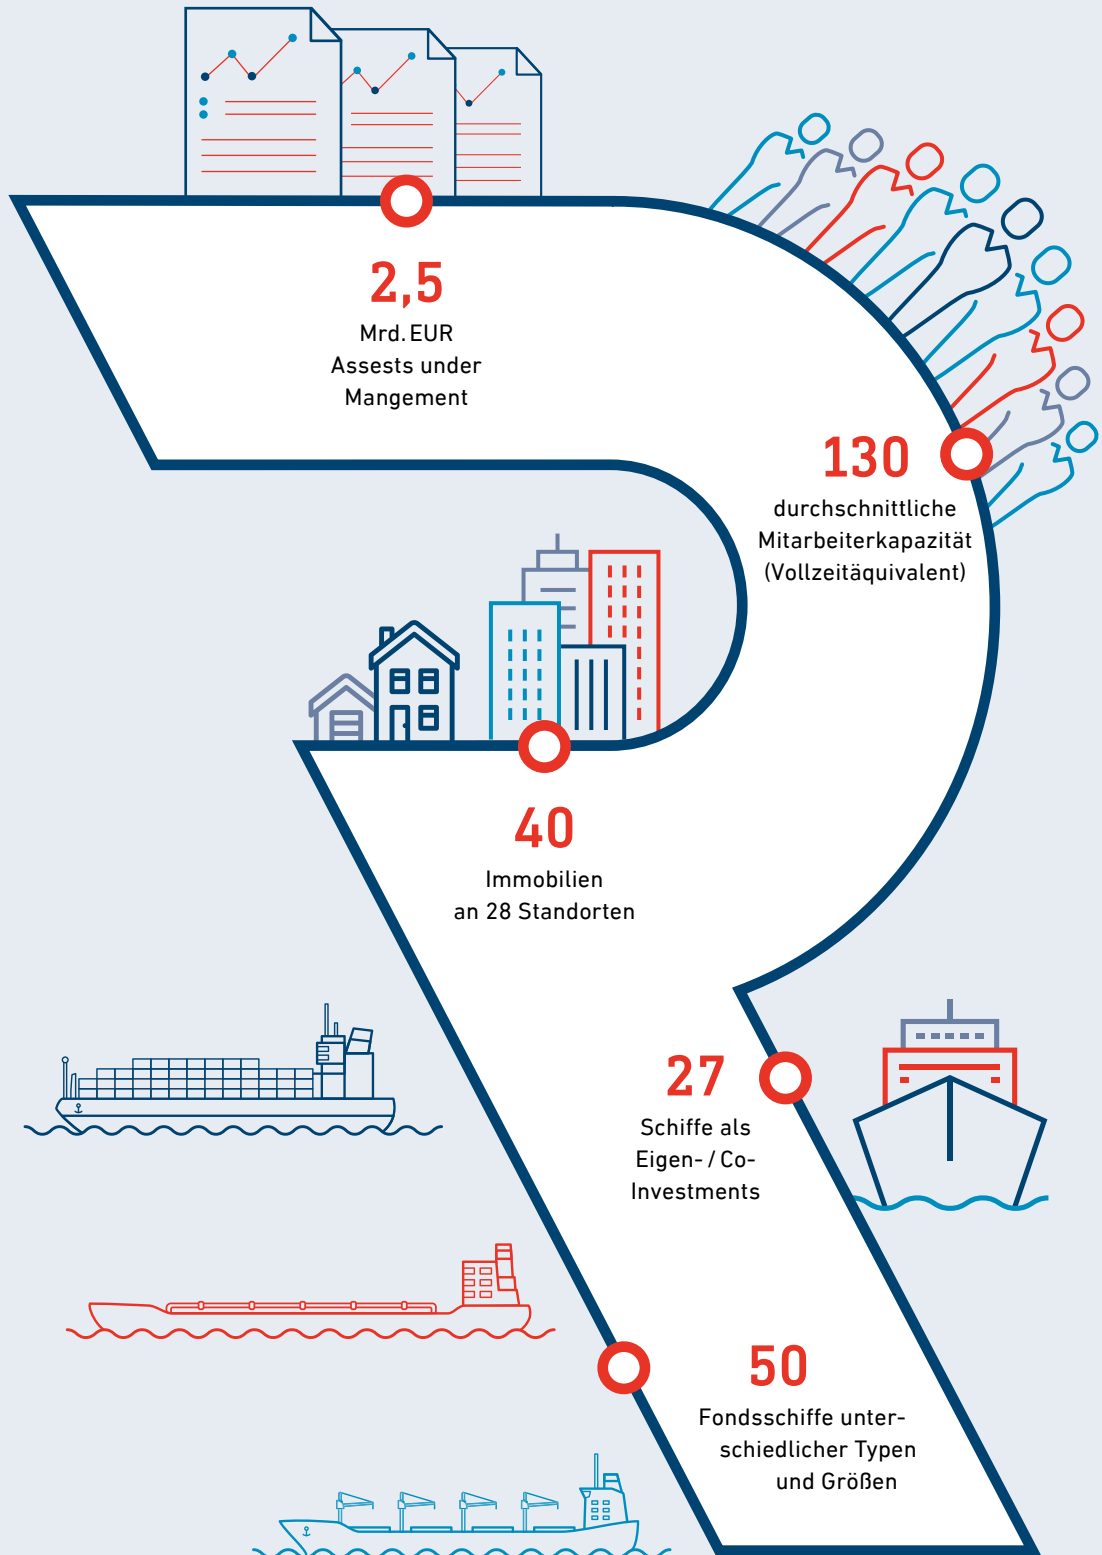 2,5
Mrd. EUR
Assests under
Mangement
130
durchschnittliche
Mitarbeiterkapazität
(Vollzeitäquivalent)
40
Immobilien
an 28 Standorten
27
Schiffe als
Eigen- / Co-
Investments
50
Fondsschiffe unter-
schiedlicher Typen
und Größen